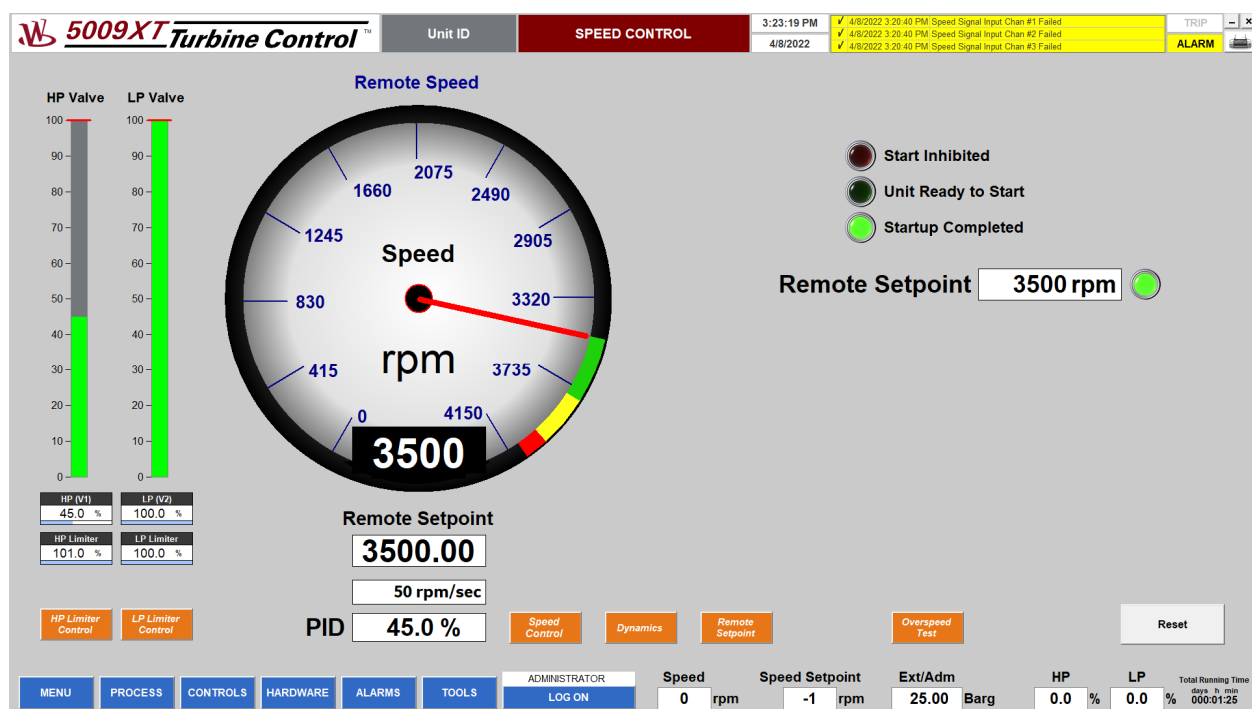 5009XT Turbine Control ™
Unit ID
SPEED CONTROL
3:23:19 PM
4/8/2022
4/8/2022 3:20:40 PM Speed Signal Input Chan #1 Failed
4/8/2022 3:20:40 PM Speed Signal Input Chan #2 Failed
4/8/2022 3:20:40 PM Speed Signal Input Chan #3 Failed
TRIP
ALARM
HP Valve
LP Valve
100
90
80
70
60
50
40
30
20
10
0
100
90
80
70
60
50
40
30
20
10
0
HP (V1)
45.0 %
LP (V2)
100.0 %
HP Limiter
101.0 %
LP Limiter
100.0 %
HP Limiter
Control
LP Limiter
Control
Remote Speed
2075
1660
2490
1245
2905
Speed
830
3320
rpm
415
3735
0
4150
3500
Remote Setpoint
3500.00
50 rpm/sec
PID 45.0 %
Speed
Control
Dynamics
Remote
Setpoint
Overspeed
Test
Start Inhibited
Unit Ready to Start
Startup Completed
Remote Setpoint 3500 rpm
Reset
MENU
PROCESS
CONTROLS
HARDWARE
ALARMS
TOOLS
ADMINISTRATOR
LOG ON
Speed
0 rpm
Speed Setpoint
-1 rpm
Ext/Adm
25.00 Barg
HP
0.0 %
LP
0.0 %
Total Running Time
days h min
000:01:25